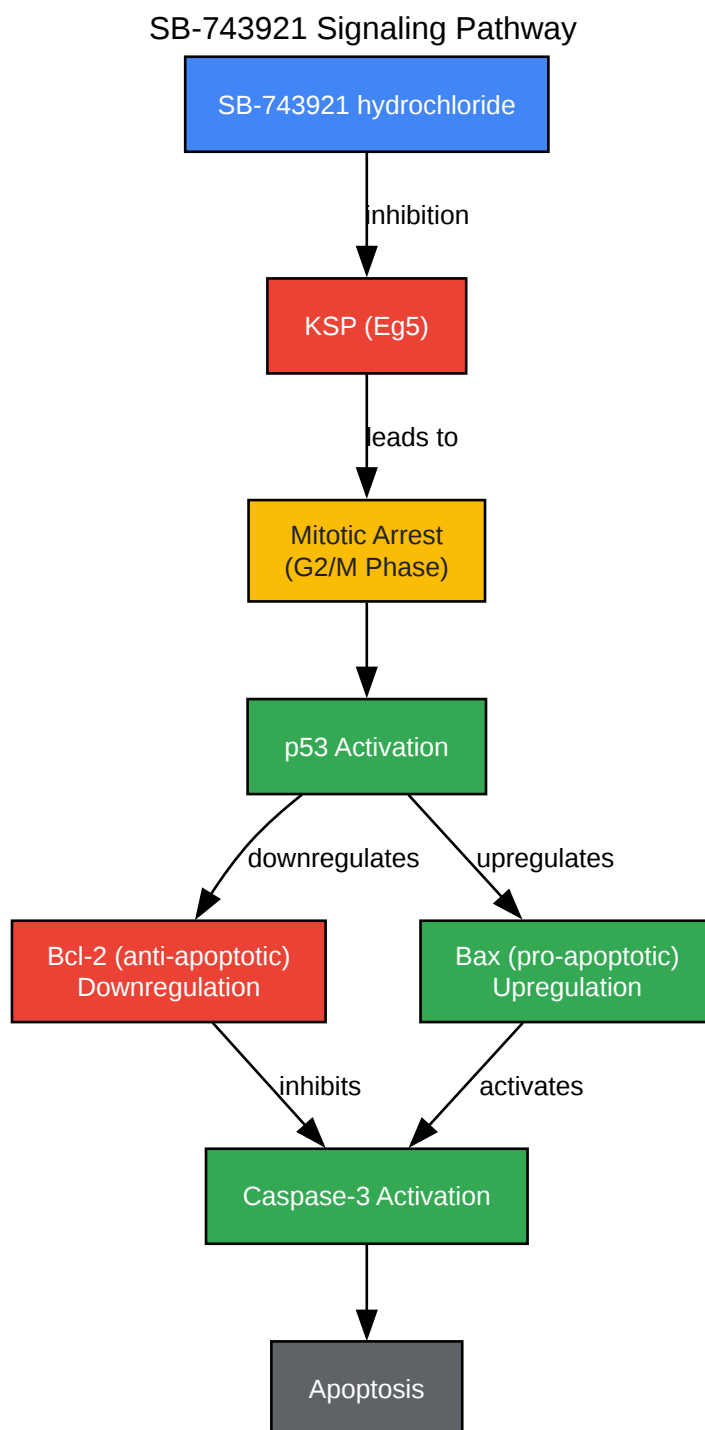 SB-743921 Signaling Pathway
SB-743921 hydrochloride
inhibition
KSP (Eg5)
leads to
Mitotic Arrest
(G2/M Phase)
p53 Activation
downregulates
upregulates
Bcl-2 (anti-apoptotic)
Downregulation
Bax (pro-apoptotic)
Upregulation
inhibits
activates
Caspase-3 Activation
Apoptosis